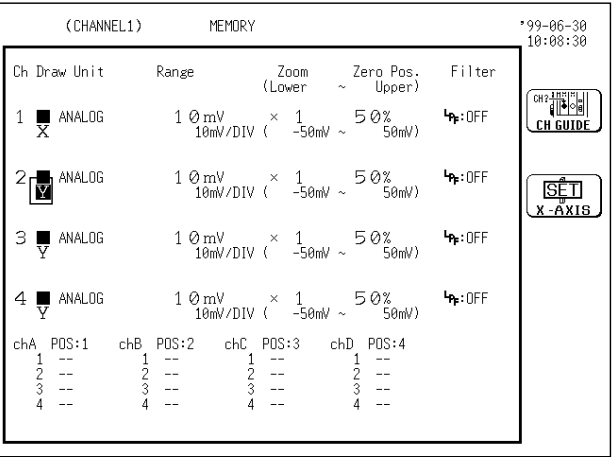 (CHANNEL1) MEMORY '99-06-30
10:08:30
Ch Draw Unit Range Zoom Zero Pos. Filter
(Lower ~ Upper)
1 ANALOG 10mV × 1 50% LPF:OFF
X 10mV/DIV ( -50mV ~ 50mV)
2 ANALOG 10mV × 1 50% LPF:OFF
Y 10mV/DIV ( -50mV ~ 50mV)
3 ANALOG 10mV × 1 50% LPF:OFF
Y 10mV/DIV ( -50mV ~ 50mV)
4 ANALOG 10mV × 1 50% LPF:OFF
Y 10mV/DIV ( -50mV ~ 50mV)
chA POS:1 chB POS:2 chC POS:3 chD POS:4
1 -- 1 -- 1 -- 1 --
2 -- 2 -- 2 -- 2 --
3 -- 3 -- 3 -- 3 --
4 -- 4 -- 4 -- 4 --
CH?
CH GUIDE
SET
X-AXIS